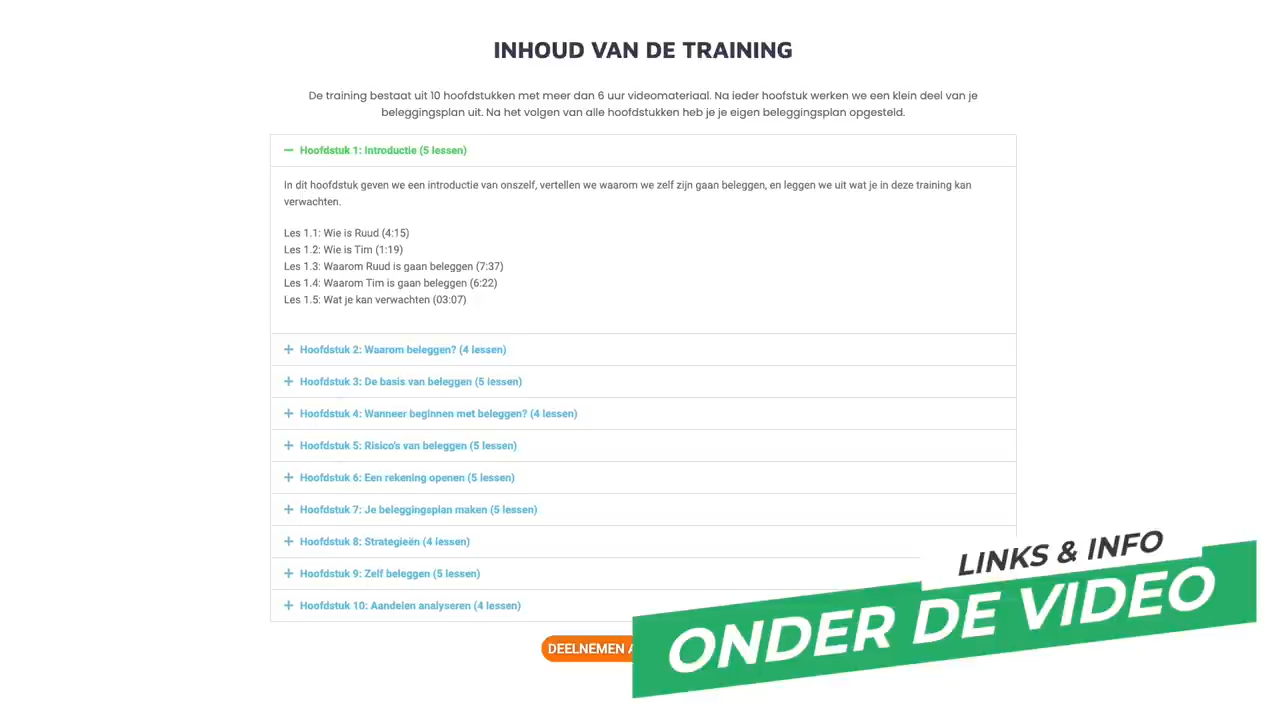 INHOUD VAN DE TRAINING
De training bestaat uit 10 hoofdstukken met meer dan 6 uur videomateriaal. Na ieder hoofstuk werken we een klein deel van je
beleggingsplan uit. Na het volgen van alle hoofdstukken heb je je eigen beleggingsplan opgesteld.
Hoofdstuk 1: Introductie (5 lessen)
In dit hoofdstuk geven we een introductie van onszelf, vertellen we waarom we zelf zijn gaan beleggen, en leggen we uit wat je in deze training kan
verwachten.
Les 1.1: Wie is Ruud (4:15)
Les 1.2: Wie is Tim (1:19)
Les 1.3: Waarom Ruud is gaan beleggen (7:37)
Les 1.4: Waarom Tim is gaan beleggen (6:22)
Les 1.5: Wat je kan verwachten (03:07)
Hoofdstuk 2: Waarom beleggen? (4 lessen)
Hoofdstuk 3: De basis van beleggen (5 lessen)
Hoofdstuk 4: Wanneer beginnen met beleggen? (4 lessen)
Hoofdstuk 5: Risico's van beleggen (5 lessen)
Hoofdstuk 6: Een rekening openen (5 lessen)
Hoofdstuk 7: Je beleggingsplan maken (5 lessen)
Hoofdstuk 8: Strategieën (4 lessen)
Hoofdstuk 9: Zelf beleggen (5 lessen)
Hoofdstuk 10: Aandelen analyseren (4 lessen)
DEELNEMEN
LINKS & INFO
ONDER DE VIDEO